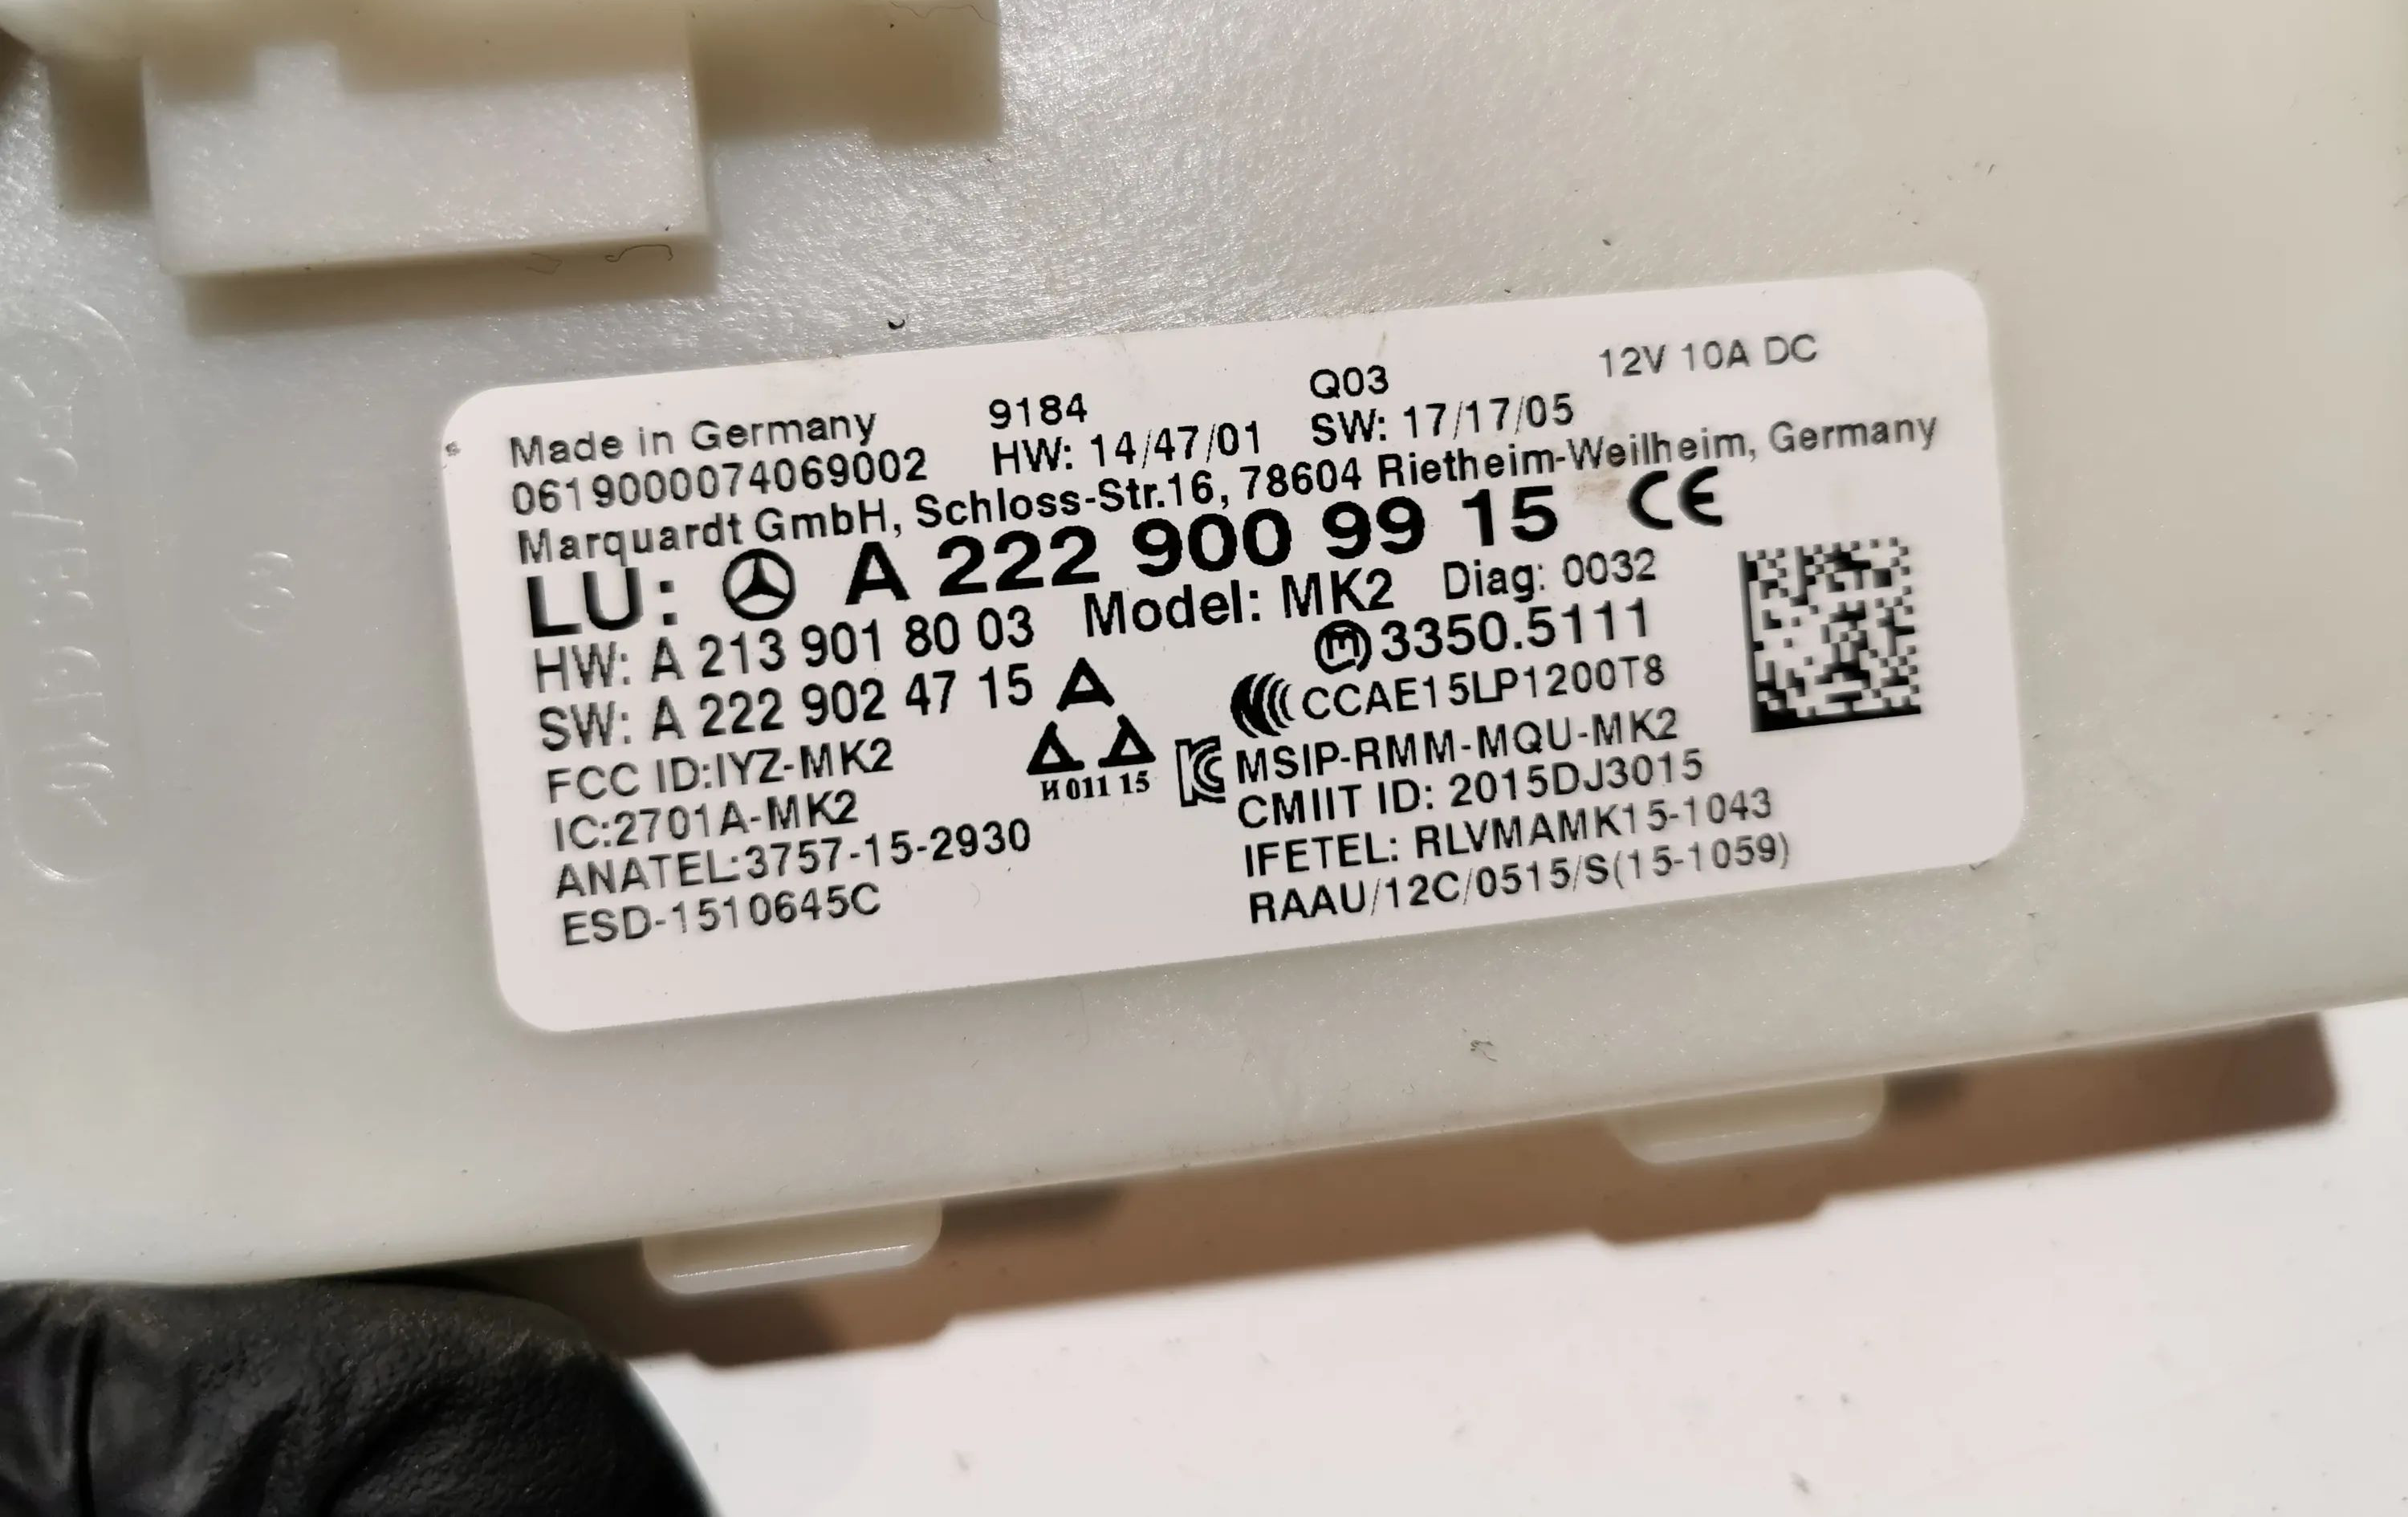 Made in Germany 9184 Q03 12V 10A DC
0619000074069002 HW: 14/47/01 SW: 17/17/05
Marquardt GmbH, Schloss-Str.16, 78604 Rietheim-Weilheim, Germany
LU: A 222 900 99 15 CE
HW: A 213 901 80 03 Model: MK2 Diag: 0032
SW: A 222 902 47 15 3350.5111
FCC ID:IYZ-MK2 CCAE15LP1200T8
IC:2701A-MK2 И011 15 MSIP-RMM-MQU-MK2
ANATEL:3757-15-2930 CMIIT ID: 2015DJ3015
ESD-1510645C IFETEL: RLVMAMK15-1043
RAAU/12C/0515/S(15-1059)